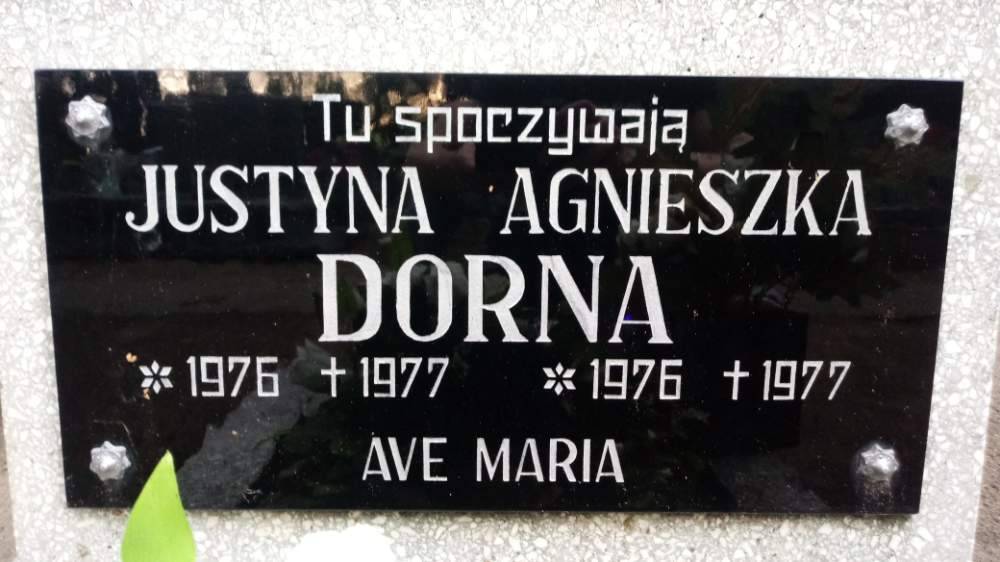 Tu spoczywają
JUSTYNA AGNIESZKA
DORNA
* 1976 † 1977 * 1976 † 1977
AVE MARIA